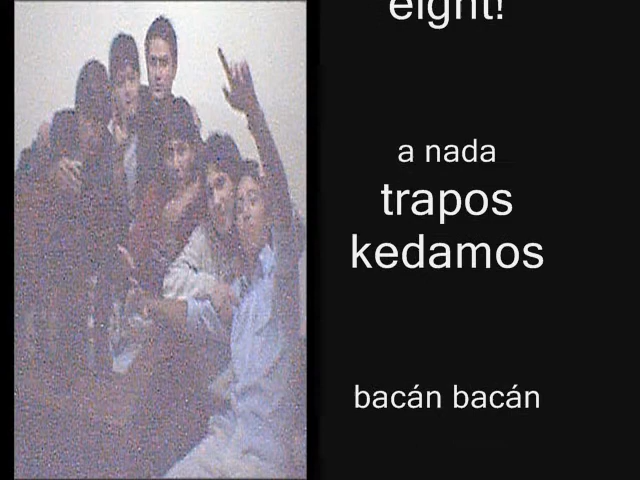 eight!
a nada
trapos
kedamos
bacán bacán